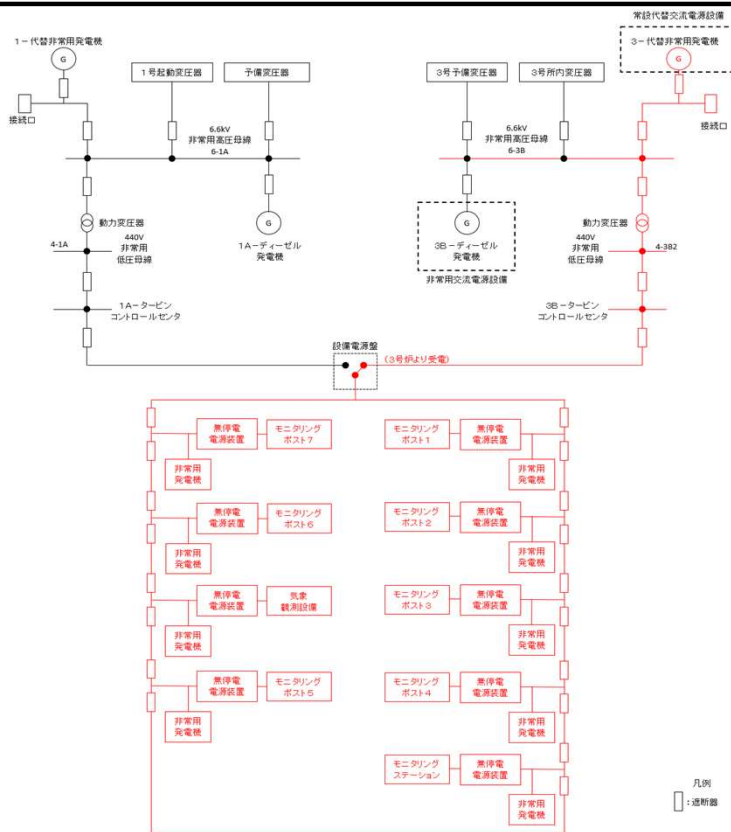 常設代替交流電源設備
1－代替非常用発電機
3－代替非常用発電機
G
G
1号起動変圧器
予備変圧器
3号予備変圧器
3号所内変圧器
接続口
接続口
6.6kV
非常用高圧母線
6-1A
6.6kV
非常用高圧母線
6-3B
動力変圧器
G
1A－ディーゼル
発電機
G
3B－ディーゼル
発電機
動力変圧器
4-1A
440V
非常用
低圧母線
非常用交流電源設備
440V
非常用
低圧母線
4-3B2
1A－タービン
コントロールセンタ
3B－タービン
コントロールセンタ
設備電源盤
(3号炉より受電)
無停電
電源装置
モニタリング
ポスト7
非常用
発電機
モニタリング
ポスト1
無停電
電源装置
非常用
発電機
無停電
電源装置
モニタリング
ポスト6
非常用
発電機
モニタリング
ポスト2
無停電
電源装置
非常用
発電機
無停電
電源装置
気象
観測設備
非常用
発電機
モニタリング
ポスト3
無停電
電源装置
非常用
発電機
無停電
電源装置
モニタリング
ポスト5
非常用
発電機
モニタリング
ポスト4
無停電
電源装置
非常用
発電機
モニタリング
ステーション
無停電
電源装置
非常用
発電機
凡例
：遮断器